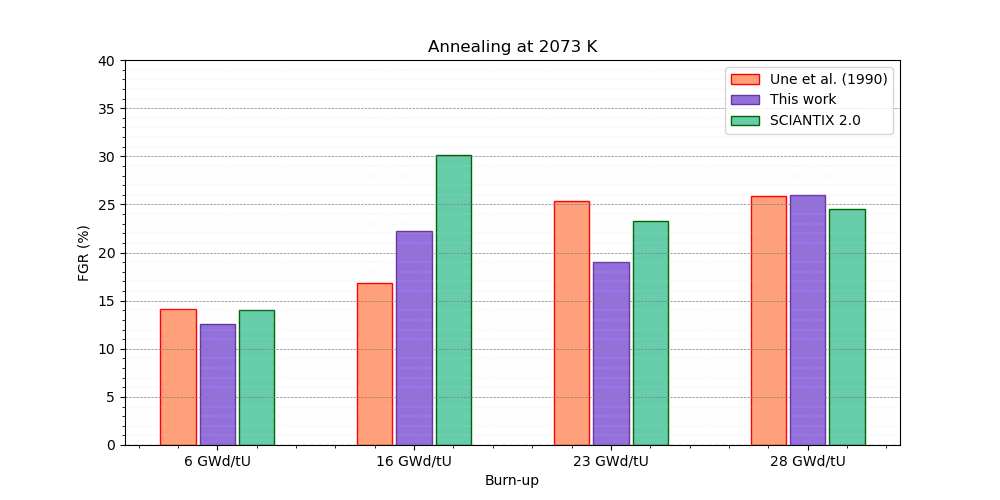 Annealing at 2073 K
40
35
30
25
20
15
10
5
0
FGR (%)
Une et al. (1990)
This work
SCIANTIX 2.0
6 GWd/tU 16 GWd/tU 23 GWd/tU 28 GWd/tU
Burn-up